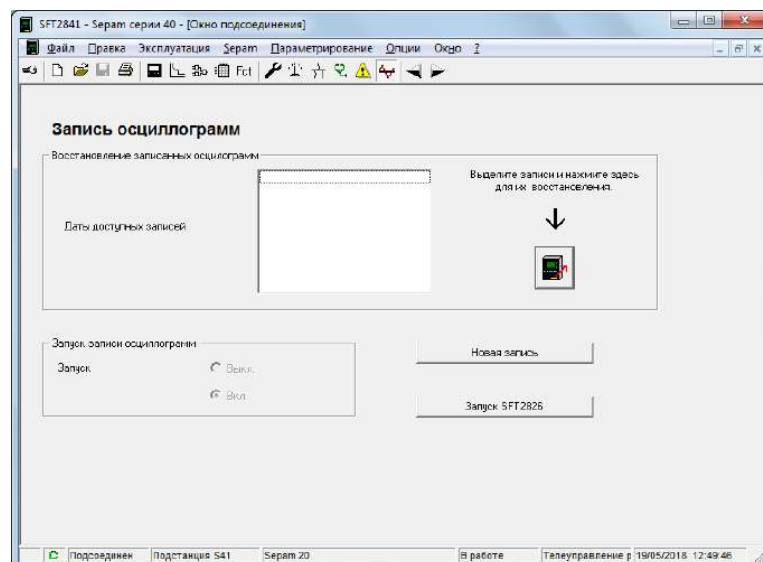 SFT2841 - Sepam серии 40 - [Окно подсоединения]
Файл Правка Эксплуатация Sepam Параметрирование Опции Окно ?
Fct
Запись осциллограмм
Восстановление записанных осцилограмм
Выделите записи и нажмите здесь
для их восстановления.
Даты доступных записей
Запуск записи осциллограмм
Запуск
Выкл.
Вкл
Новая запись
Запуск SFT2826
C Подсоединен Подстанция S41 Sepam 20 В работе Телеуправление р 19/05/2018 12:49:46